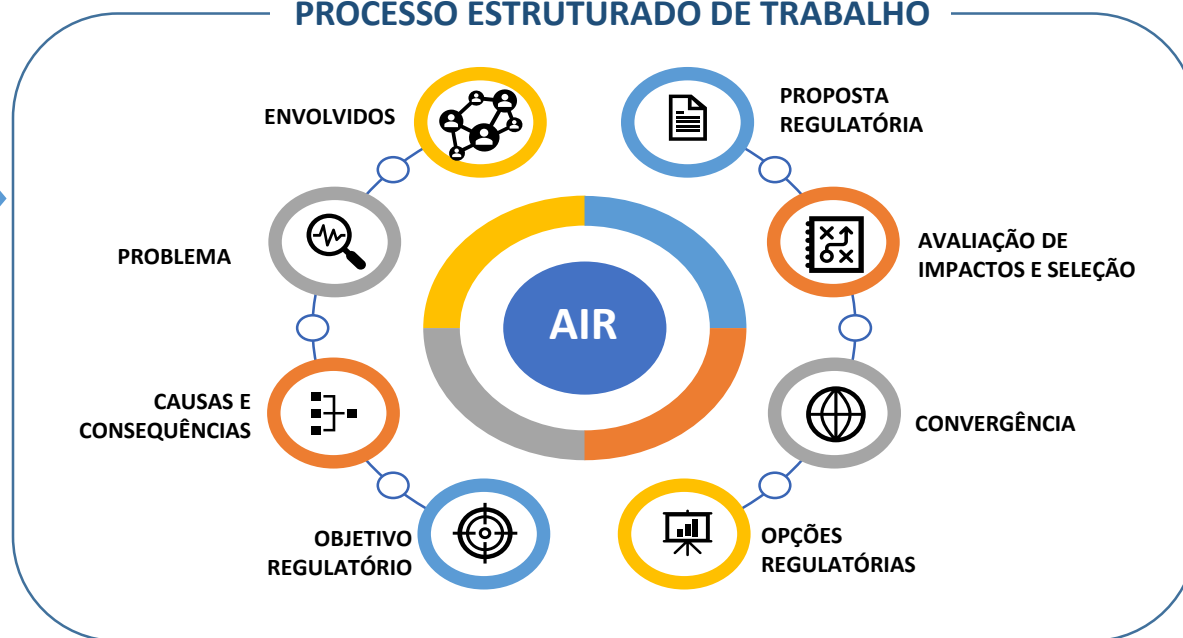 PROCESSO ESTRUTURADO DE TRABALHO
ENVOLVIDOS
PROBLEMA
CAUSAS E
CONSEQUÊNCIAS
OBJETIVO
REGULATÓRIO
AIR
PROPOSTA
REGULATÓRIA
AVALIAÇÃO DE
IMPACTOS E SELEÇÃO
CONVERGÊNCIA
OPÇÕES
REGULATÓRIAS